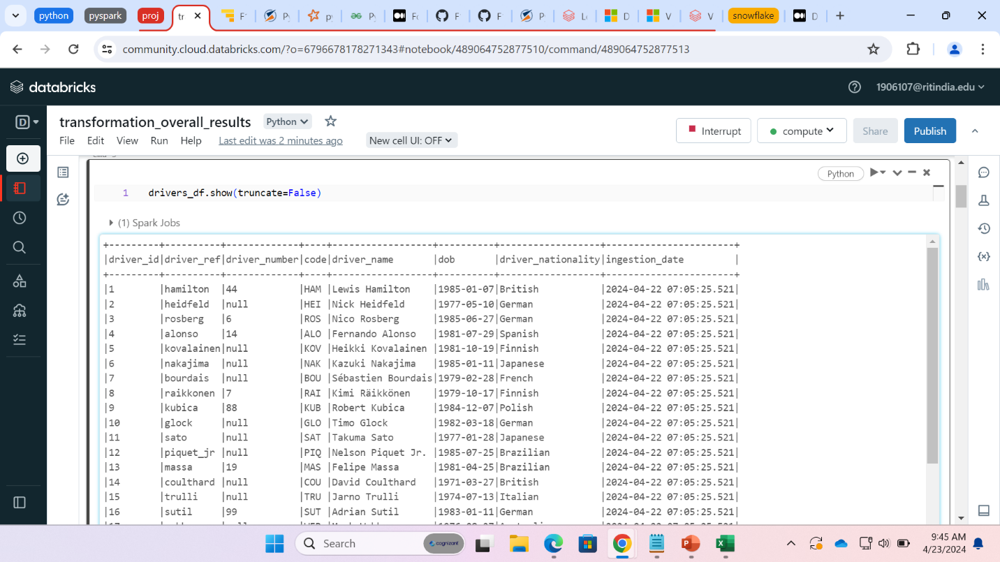 python pyspark proj tr F1 Py py Py Fo F F Py Lo D V V snowflake D
community.cloud.databricks.com/?o=6796678178271343#notebook/489064752877510/command/489064752877513
databricks
1906107@ritindia.edu
D
transformation_overall_results Python
Interrupt compute Share Publish
File Edit View Run Help Last edit was 2 minutes ago New cell UI: OFF
Python
1 drivers_df.show(truncate=False)
(1) Spark Jobs
+---------+----------+-------------+----+-----------------+----------+------------------+-----------------------+
|driver_id|driver_ref|driver_number|code|driver_name      |dob       |driver_nationality|ingestion_date         |
+---------+----------+-------------+----+-----------------+----------+------------------+-----------------------+
|1        |hamilton  |44           |HAM |Lewis Hamilton   |1985-01-07|British           |2024-04-22 07:05:25.521|
|2        |heidfeld  |null         |HEI |Nick Heidfeld    |1977-05-10|German            |2024-04-22 07:05:25.521|
|3        |rosberg   |6            |ROS |Nico Rosberg     |1985-06-27|German            |2024-04-22 07:05:25.521|
|4        |alonso    |14           |ALO |Fernando Alonso  |1981-07-29|Spanish           |2024-04-22 07:05:25.521|
|5        |kovalainen|null         |KOV |Heikki Kovalainen|1981-10-19|Finnish           |2024-04-22 07:05:25.521|
|6        |nakajima  |null         |NAK |Kazuki Nakajima  |1985-01-11|Japanese          |2024-04-22 07:05:25.521|
|7        |bourdais  |null         |BOU |Sébastien Bourdais|1979-02-28|French            |2024-04-22 07:05:25.521|
|8        |raikkonen |7            |RAI |Kimi Räikkönen   |1979-10-17|Finnish           |2024-04-22 07:05:25.521|
|9        |kubica    |88           |KUB |Robert Kubica    |1984-12-07|Polish            |2024-04-22 07:05:25.521|
|10       |glock     |null         |GLO |Timo Glock       |1982-03-18|German            |2024-04-22 07:05:25.521|
|11       |sato      |null         |SAT |Takuma Sato      |1977-01-28|Japanese          |2024-04-22 07:05:25.521|
|12       |piquet_jr |null         |PIQ |Nelson Piquet Jr.|1985-07-25|Brazilian         |2024-04-22 07:05:25.521|
|13       |massa     |19           |MAS |Felipe Massa     |1981-04-25|Brazilian         |2024-04-22 07:05:25.521|
|14       |coulthard |null         |COU |David Coulthard  |1971-03-27|British           |2024-04-22 07:05:25.521|
|15       |trulli    |null         |TRU |Jarno Trulli     |1974-07-13|Italian           |2024-04-22 07:05:25.521|
|16       |sutil     |99           |SUT |Adrian Sutil     |1983-01-11|German            |2024-04-22 07:05:25.521|
Search cognizant
9:45 AM
4/23/2024